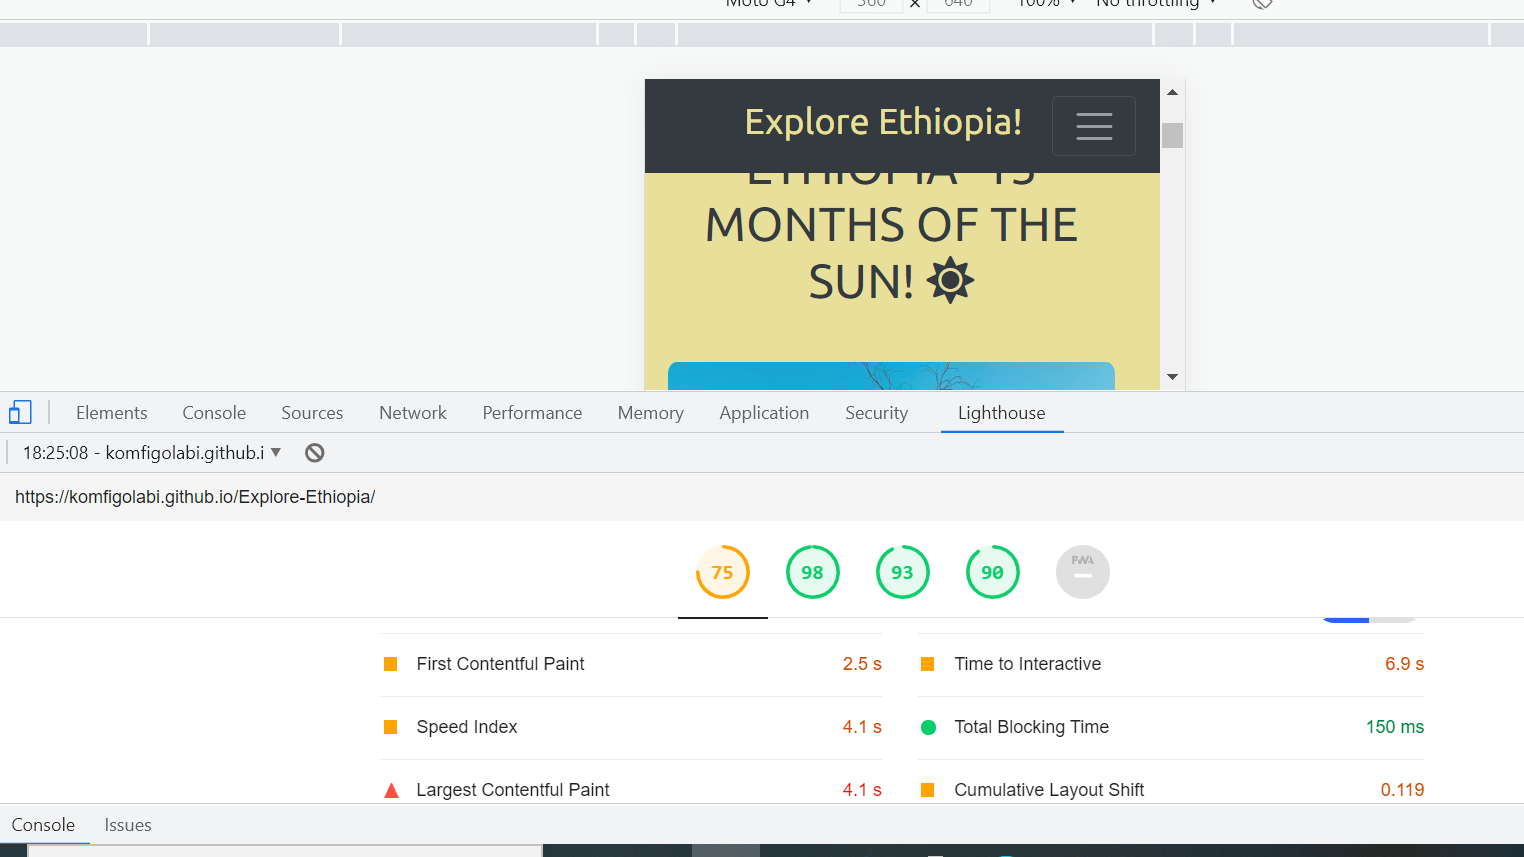 Moto G4 ▼ 360 × 640 100% ▼ No throttling ▼
Explore Ethiopia!
ETHIOPIA- 13
MONTHS OF THE
SUN!
Elements Console Sources Network Performance Memory Application Security Lighthouse
18:25:08 - komfigolabi.github.i ▼
https://komfigolabi.github.io/Explore-Ethiopia/
75 98 93 90 PWA
First Contentful Paint 2.5 s Time to Interactive 6.9 s
Speed Index 4.1 s Total Blocking Time 150 ms
Largest Contentful Paint 4.1 s Cumulative Layout Shift 0.119
Console Issues